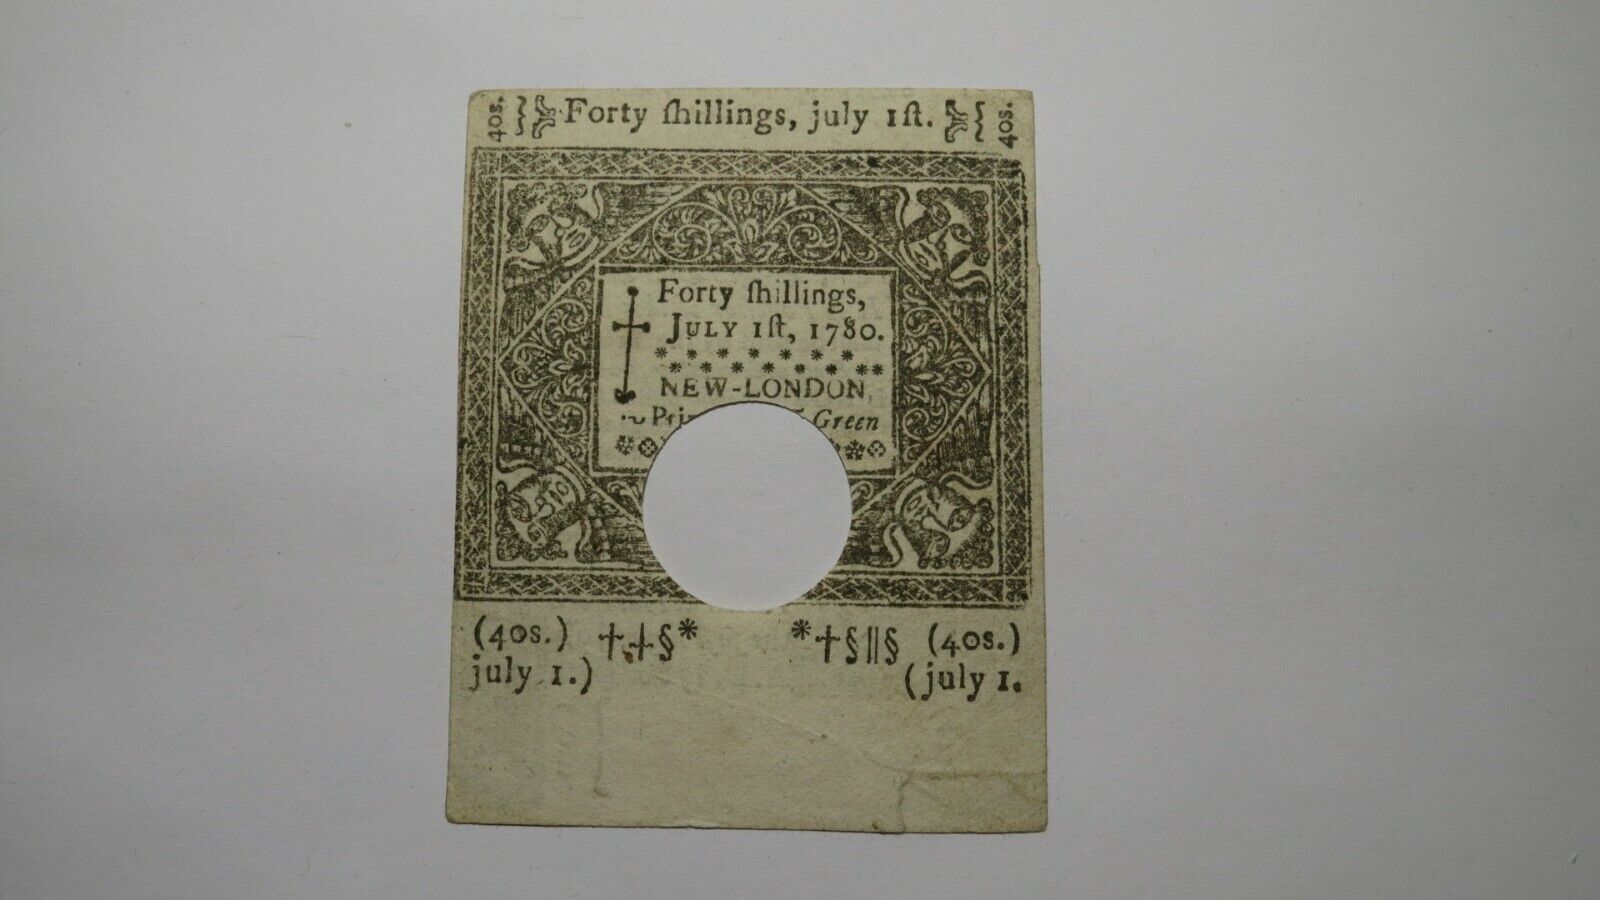 40s. Forty ſhillings, july 1ſt. 40s.
Forty ſhillings,
JULY 1ſt, 1780.
* * * * * * *
* * * * * * * *
NEW-LONDON,
Green
(40s.) ††§* *†§‖§ (40s.)
july 1.) (july 1.